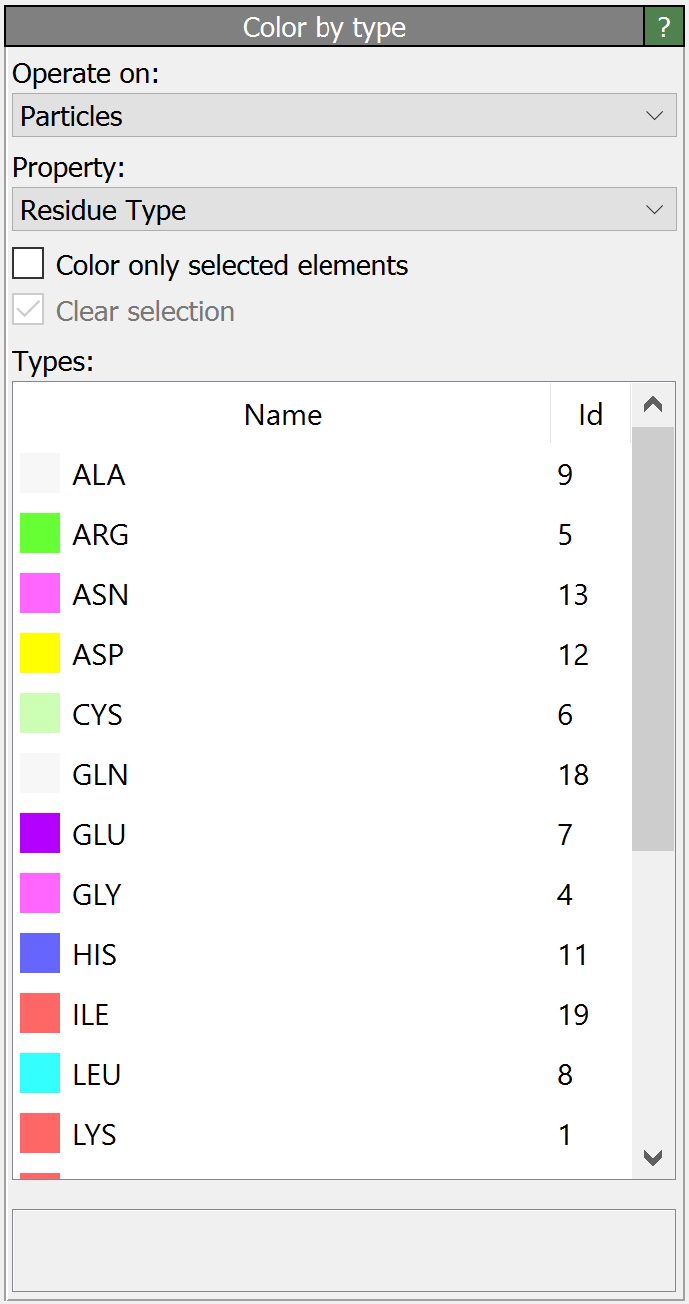 Color by type ?
Operate on:
Particles
Property:
Residue Type
Color only selected elements
Clear selection
Types:
Name Id
ALA 9
ARG 5
ASN 13
ASP 12
CYS 6
GLN 18
GLU 7
GLY 4
HIS 11
ILE 19
LEU 8
LYS 1